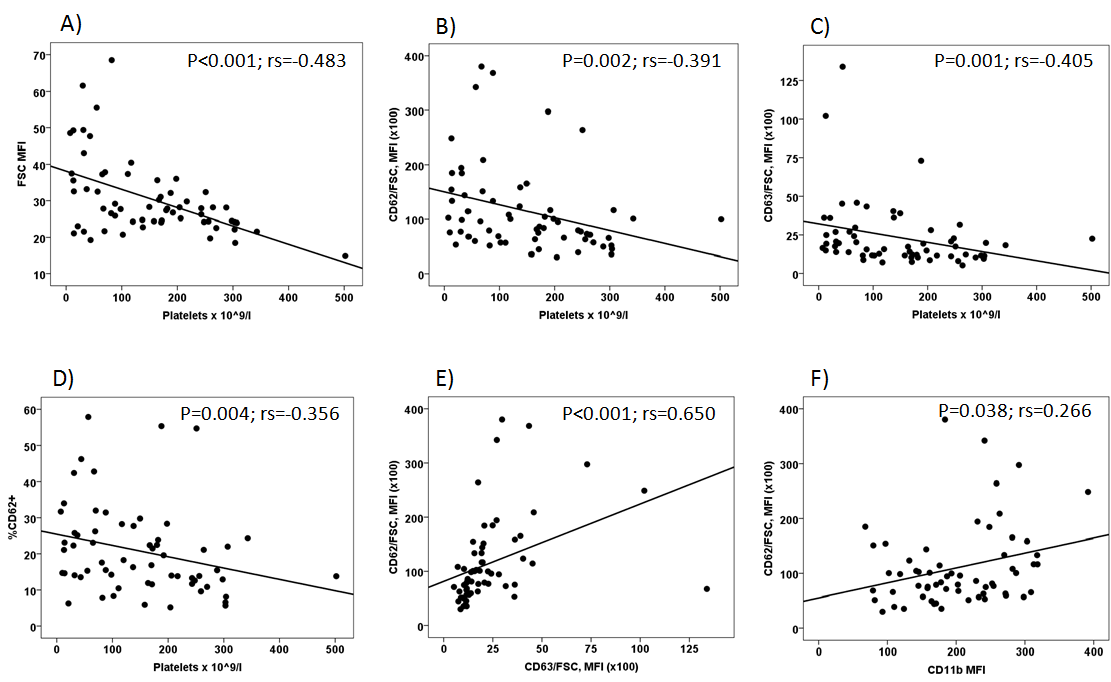 A)
P<0.001; rs=-0.483
FSC MFI
70
60
50
40
30
20
10
0 100 200 300 400 500
Platelets x 10^9/l
B)
P=0.002; rs=-0.391
CD62/FSC, MFI (x100)
400
300
200
100
0
0 100 200 300 400 500
Platelets x 10^9/l
C)
P=0.001; rs=-0.405
CD63/FSC, MFI (x100)
125
100
75
50
25
0
0 100 200 300 400 500
Platelets x 10^9/l
D)
P=0.004; rs=-0.356
%CD62+
60
50
40
30
20
10
0
0 100 200 300 400 500
Platelets x 10^9/l
E)
P<0.001; rs=0.650
CD62/FSC, MFI (x100)
400
300
200
100
0
0 25 50 75 100 125
CD63/FSC, MFI (x100)
F)
P=0.038; rs=0.266
CD62/FSC, MFI (x100)
400
300
200
100
0
0 100 200 300 400
CD11b MFI